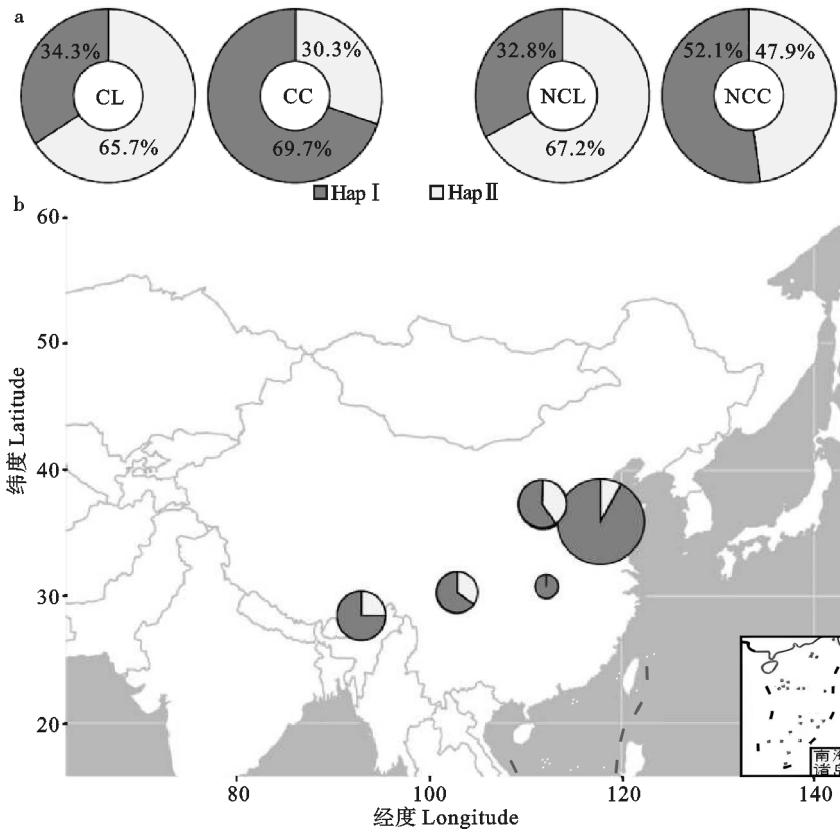 a
34.3%
CL
65.7%
30.3%
CC
69.7%
32.8%
NCL
67.2%
52.1%
47.9%
NCC
Hap Ⅰ
Hap Ⅱ
b
60
50
40
30
20
纬度 Latitude
80
100
120
140
经度 Longitude
南
诸